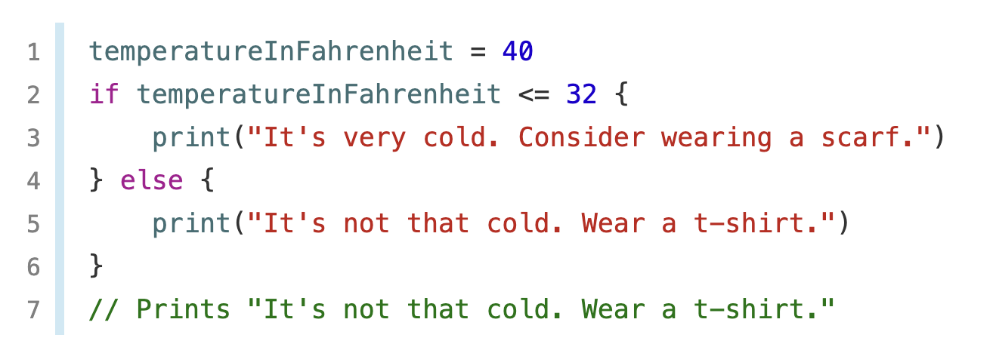 1 temperatureInFahrenheit = 40
2 if temperatureInFahrenheit <= 32 {
3     print("It's very cold. Consider wearing a scarf.")
4 } else {
5     print("It's not that cold. Wear a t-shirt.")
6 }
7 // Prints "It's not that cold. Wear a t-shirt."